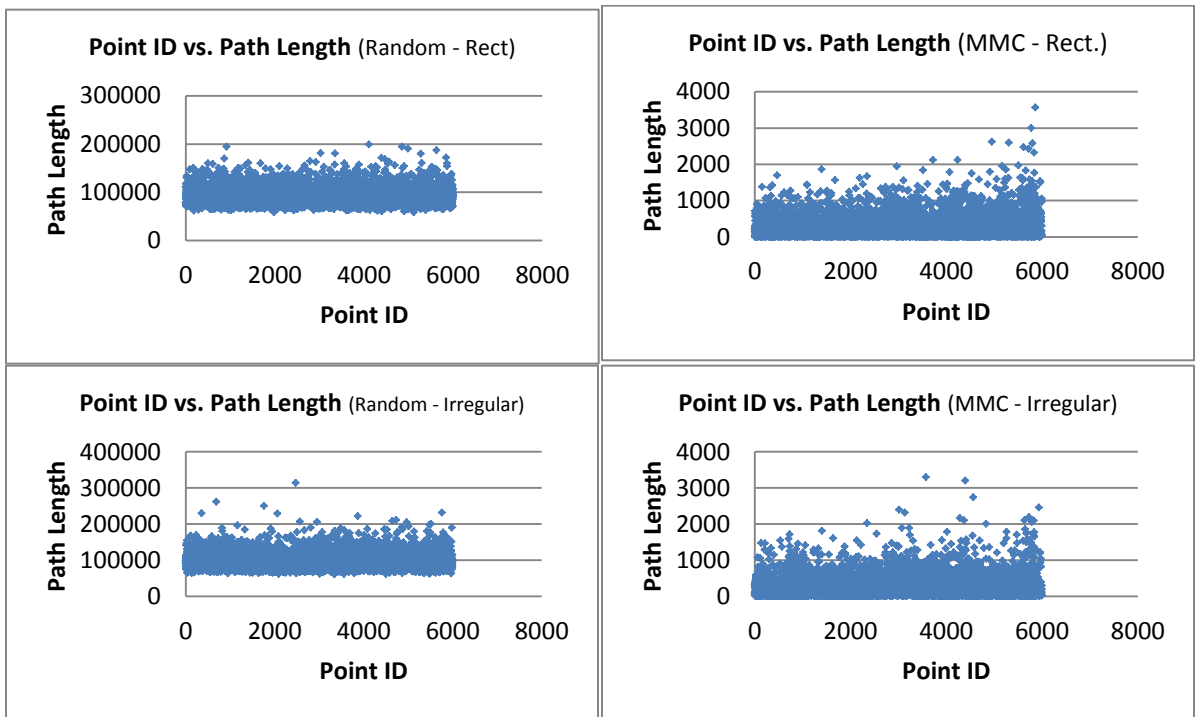 Point ID vs. Path Length (Random - Rect)
Path Length
300000
200000
100000
0
0 2000 4000 6000 8000
Point ID
Point ID vs. Path Length (MMC - Rect.)
Path Length
4000
3000
2000
1000
0
0 2000 4000 6000 8000
Point ID
Point ID vs. Path Length (Random - Irregular)
Path Length
400000
300000
200000
100000
0
0 2000 4000 6000 8000
Point ID
Point ID vs. Path Length (MMC - Irregular)
Path Length
4000
3000
2000
1000
0
0 2000 4000 6000 8000
Point ID